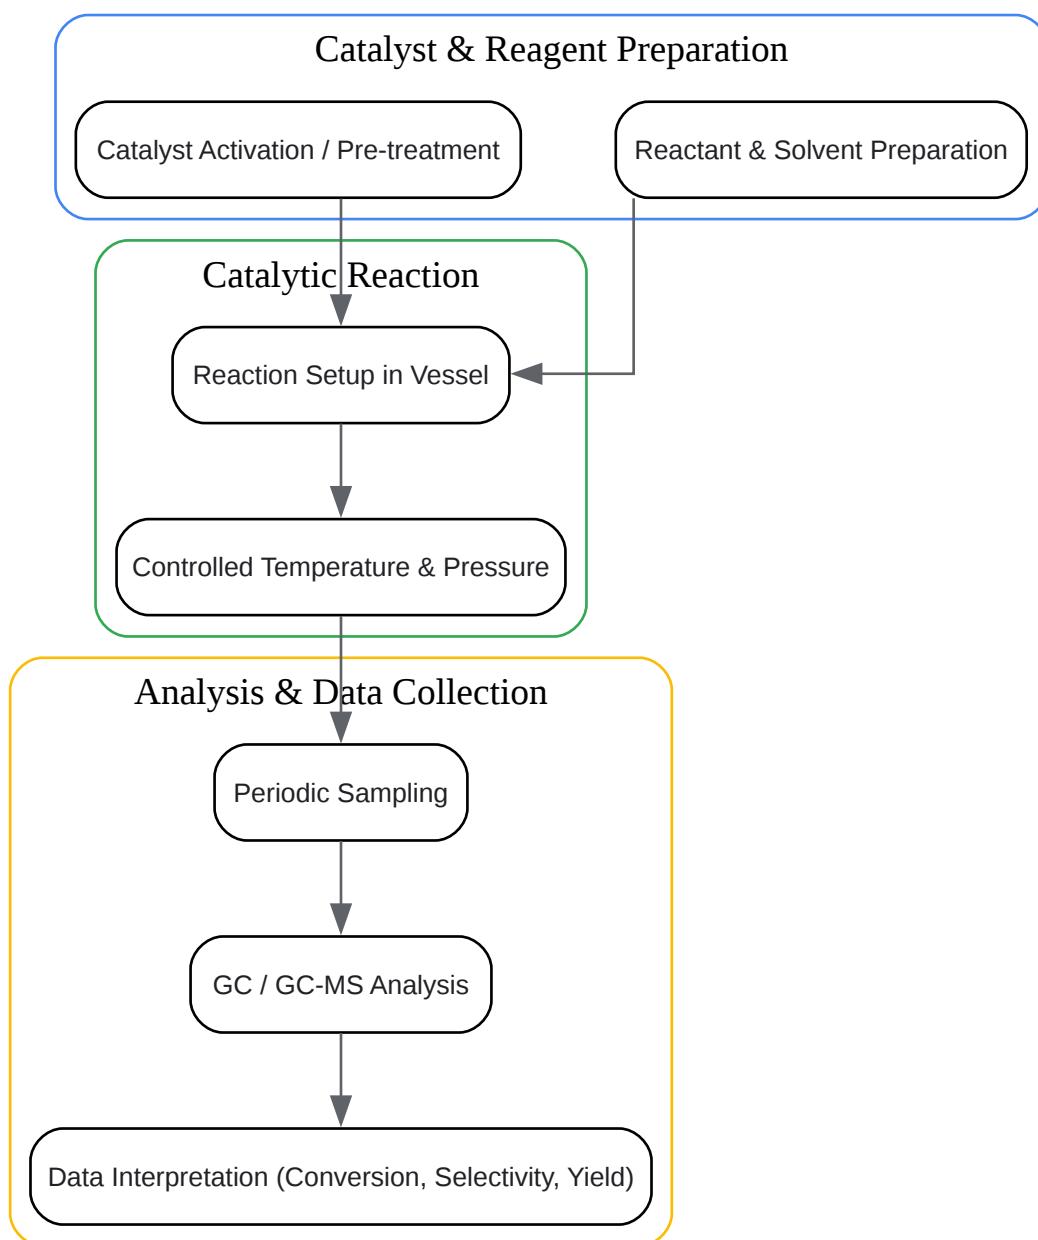 Catalyst & Reagent Preparation
Catalyst Activation / Pre-treatment
Reactant & Solvent Preparation
Catalytic Reaction
Reaction Setup in Vessel
Controlled Temperature & Pressure
Analysis & Data Collection
Periodic Sampling
GC / GC-MS Analysis
Data Interpretation (Conversion, Selectivity, Yield)